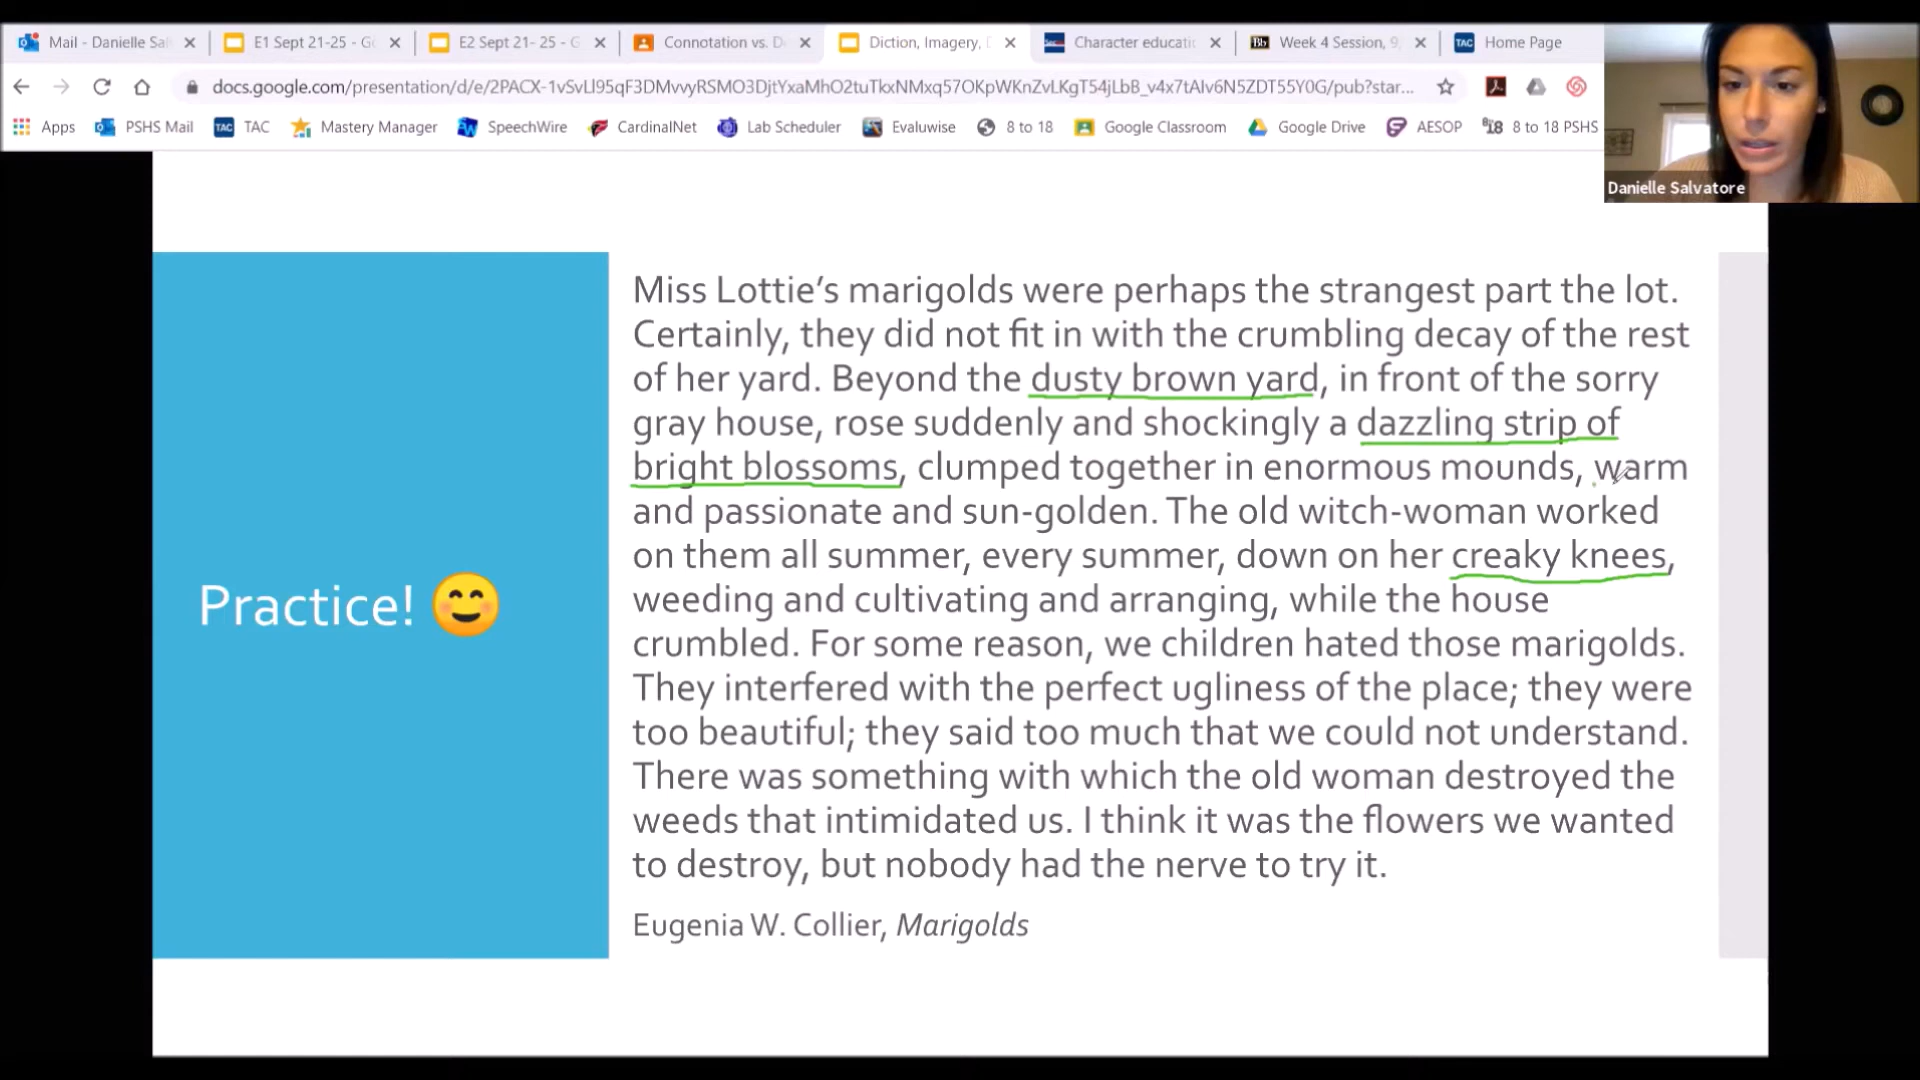 Mail - Danielle Sal
E1 Sept 21-25 - Go
E2 Sept 21- 25 - G
Connotation vs. De
Diction, Imagery, D
Character educatic
Week 4 Session, 9/
Home Page
docs.google.com/presentation/d/e/2PACX-1vSvLl95qF3DMvvyRSMO3DjtYxaMhO2tuTkxNMxq57OKpWKnZvLKgT54jLbB_v4x7tAlv6N5ZDT55Y0G/pub?star...
Apps PSHS Mail TAC Mastery Manager SpeechWire CardinalNet Lab Scheduler Evaluwise 8 to 18 Google Classroom Google Drive AESOP 8 to 18 PSHS
Danielle Salvatore
Practice! 😊
Miss Lottie’s marigolds were perhaps the strangest part the lot.
Certainly, they did not fit in with the crumbling decay of the rest
of her yard. Beyond the dusty brown yard, in front of the sorry
gray house, rose suddenly and shockingly a dazzling strip of
bright blossoms, clumped together in enormous mounds, warm
and passionate and sun-golden. The old witch-woman worked
on them all summer, every summer, down on her creaky knees,
weeding and cultivating and arranging, while the house
crumbled. For some reason, we children hated those marigolds.
They interfered with the perfect ugliness of the place; they were
too beautiful; they said too much that we could not understand.
There was something with which the old woman destroyed the
weeds that intimidated us. I think it was the flowers we wanted
to destroy, but nobody had the nerve to try it.
Eugenia W. Collier, Marigolds